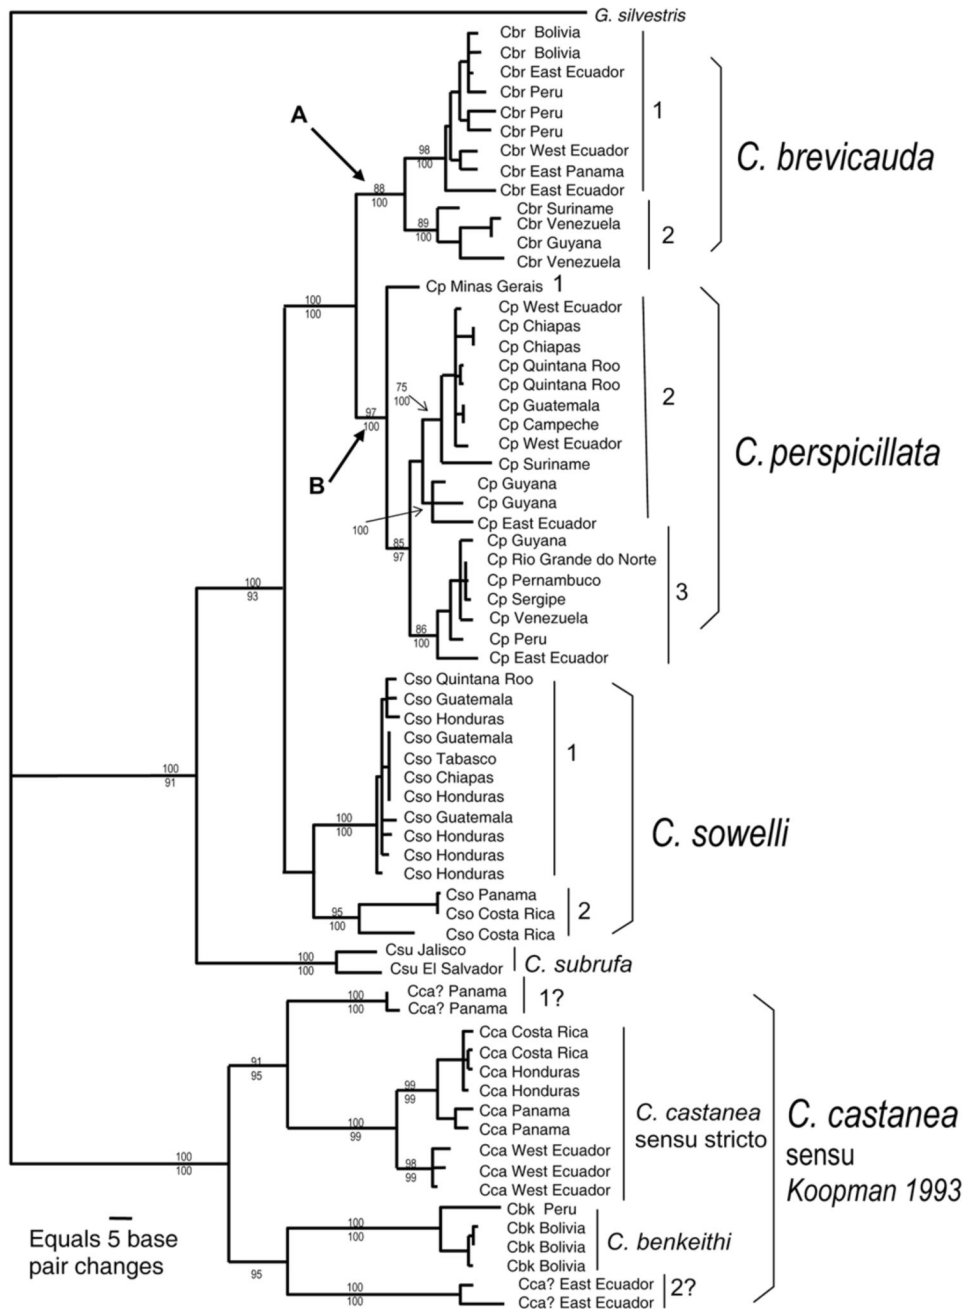 G. silvestris
Cbr Bolivia
Cbr Bolivia
Cbr East Ecuador
Cbr Peru
Cbr Peru
Cbr Peru
Cbr West Ecuador
Cbr East Panama
Cbr East Ecuador
1
Cbr Suriname
Cbr Venezuela
Cbr Guyana
Cbr Venezuela
2
C. brevicauda
A
98
100
88
100
89
100
Cp Minas Gerais 1
Cp West Ecuador
Cp Chiapas
Cp Chiapas
Cp Quintana Roo
Cp Quintana Roo
Cp Guatemala
Cp Campeche
Cp West Ecuador
Cp Suriname
Cp Guyana
Cp Guyana
Cp East Ecuador
2
Cp Guyana
Cp Rio Grande do Norte
Cp Pernambuco
Cp Sergipe
Cp Venezuela
Cp Peru
Cp East Ecuador
3
C. perspicillata
100
100
75
100
97
100
B
100
85
97
86
100
100
93
Cso Quintana Roo
Cso Guatemala
Cso Honduras
Cso Guatemala
Cso Tabasco
Cso Chiapas
Cso Honduras
Cso Guatemala
Cso Honduras
Cso Honduras
Cso Honduras
1
Cso Panama
Cso Costa Rica
Cso Costa Rica
2
C. sowelli
100
91
100
100
95
100
Csu Jalisco
Csu El Salvador
C. subrufa
100
100
Cca? Panama
Cca? Panama
1?
100
100
Cca Costa Rica
Cca Costa Rica
Cca Honduras
Cca Honduras
Cca Panama
Cca Panama
Cca West Ecuador
Cca West Ecuador
Cca West Ecuador
C. castanea
sensu stricto
91
95
99
99
100
99
98
99
100
100
Cbk Peru
Cbk Bolivia
Cbk Bolivia
Cbk Bolivia
C. benkeithi
100
100
95
Cca? East Ecuador
Cca? East Ecuador
2?
100
100
C. castanea
sensu
Koopman 1993
Equals 5 base
pair changes